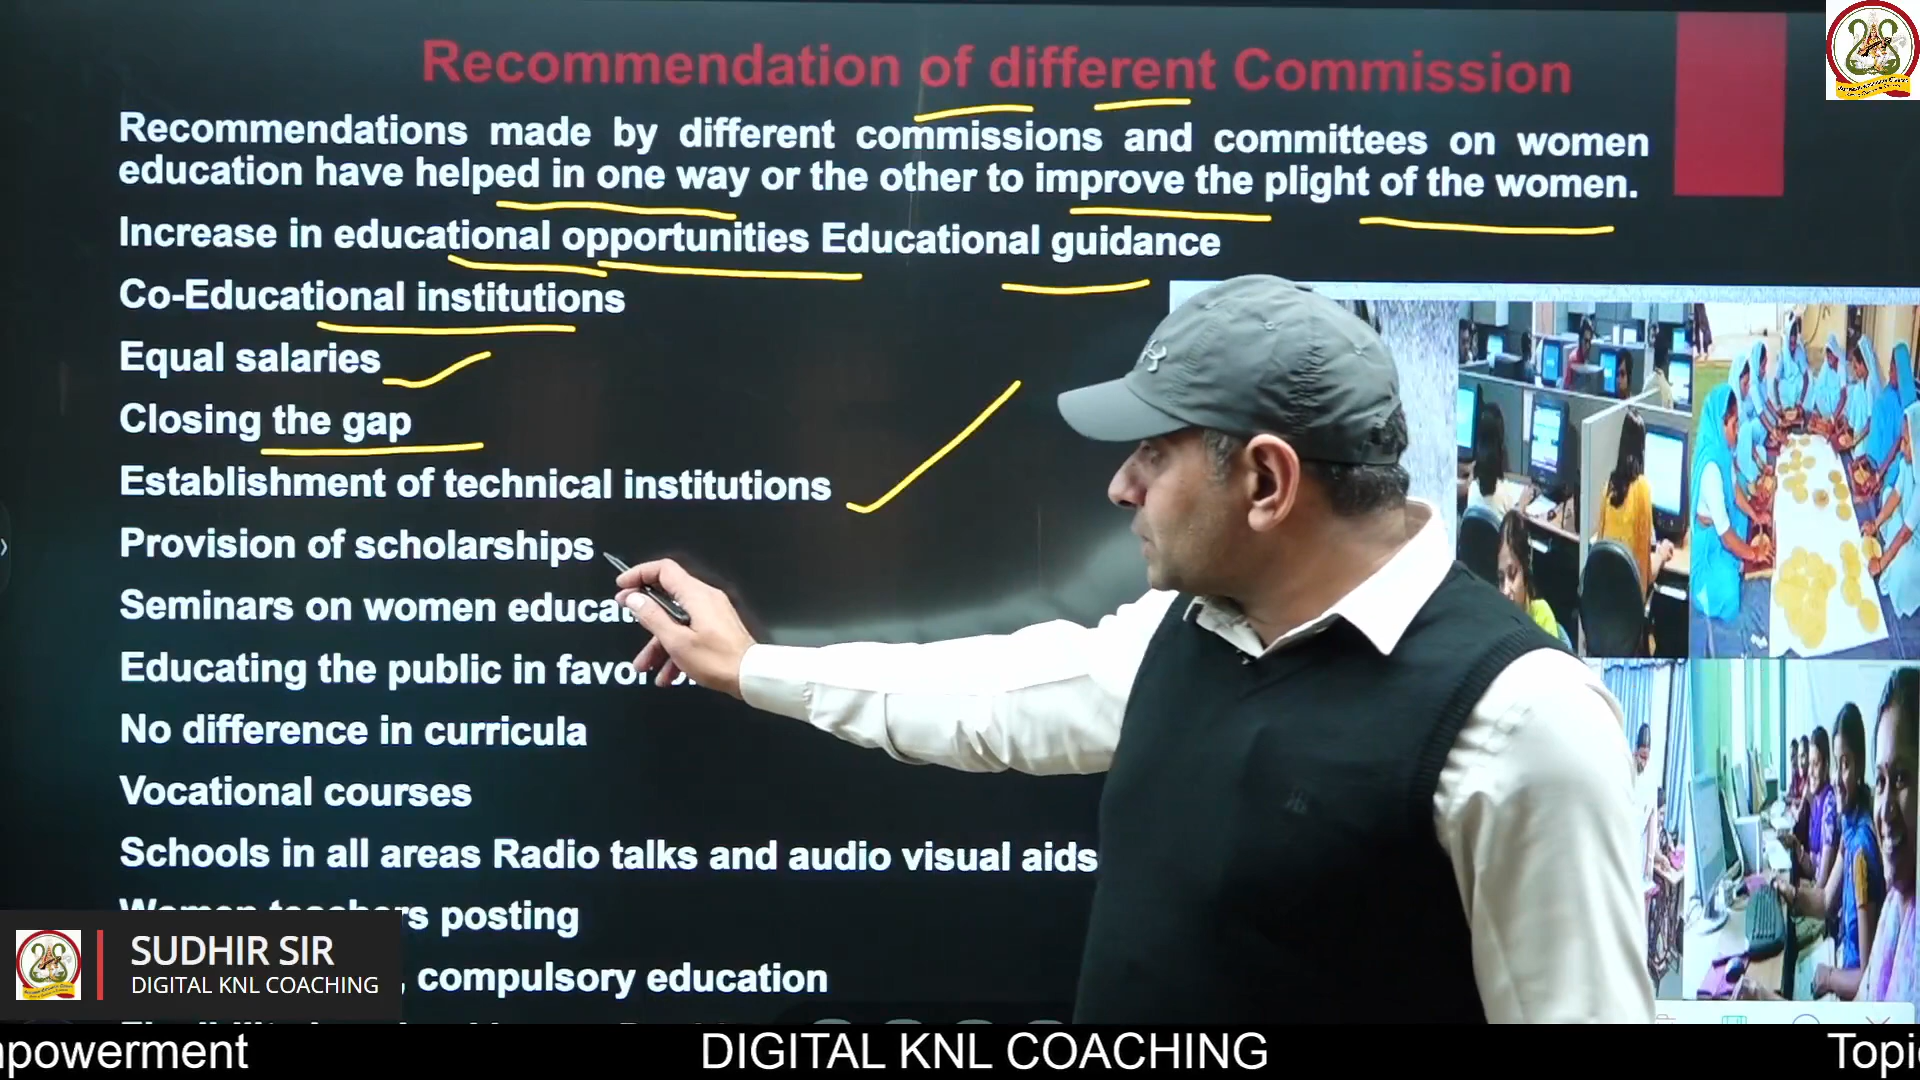 Recommendation of different Commission
Recommendations made by different commissions and committees on women
education have helped in one way or the other to improve the plight of the women.
Increase in educational opportunities Educational guidance
Co-Educational institutions
Equal salaries
Closing the gap
Establishment of technical institutions
Provision of scholarships
Seminars on women
Educating the public in favor
No difference in curricula
Vocational courses
Schools in all areas Radio talks and audio visual aids
Women teachers posting
, compulsory education
SUDHIR SIR
DIGITAL KNL COACHING
DIGITAL KNL COACHING